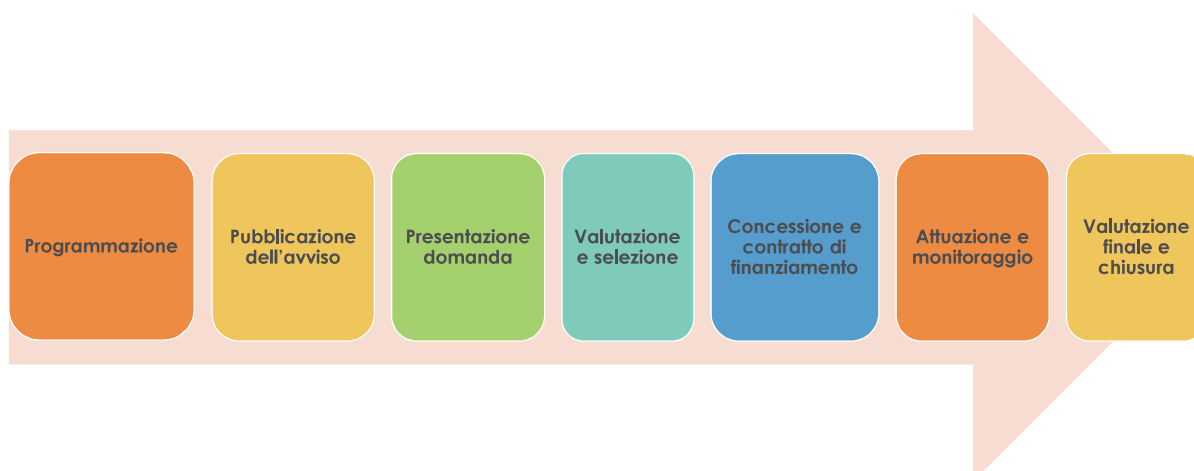 Programmazione
Pubblicazione
dell'avviso
Presentazione
domanda
Valutazione
e selezione
Concessione e
contratto di
finanziamento
Attuazione e
monitoraggio
Valutazione
finale e
chiusura